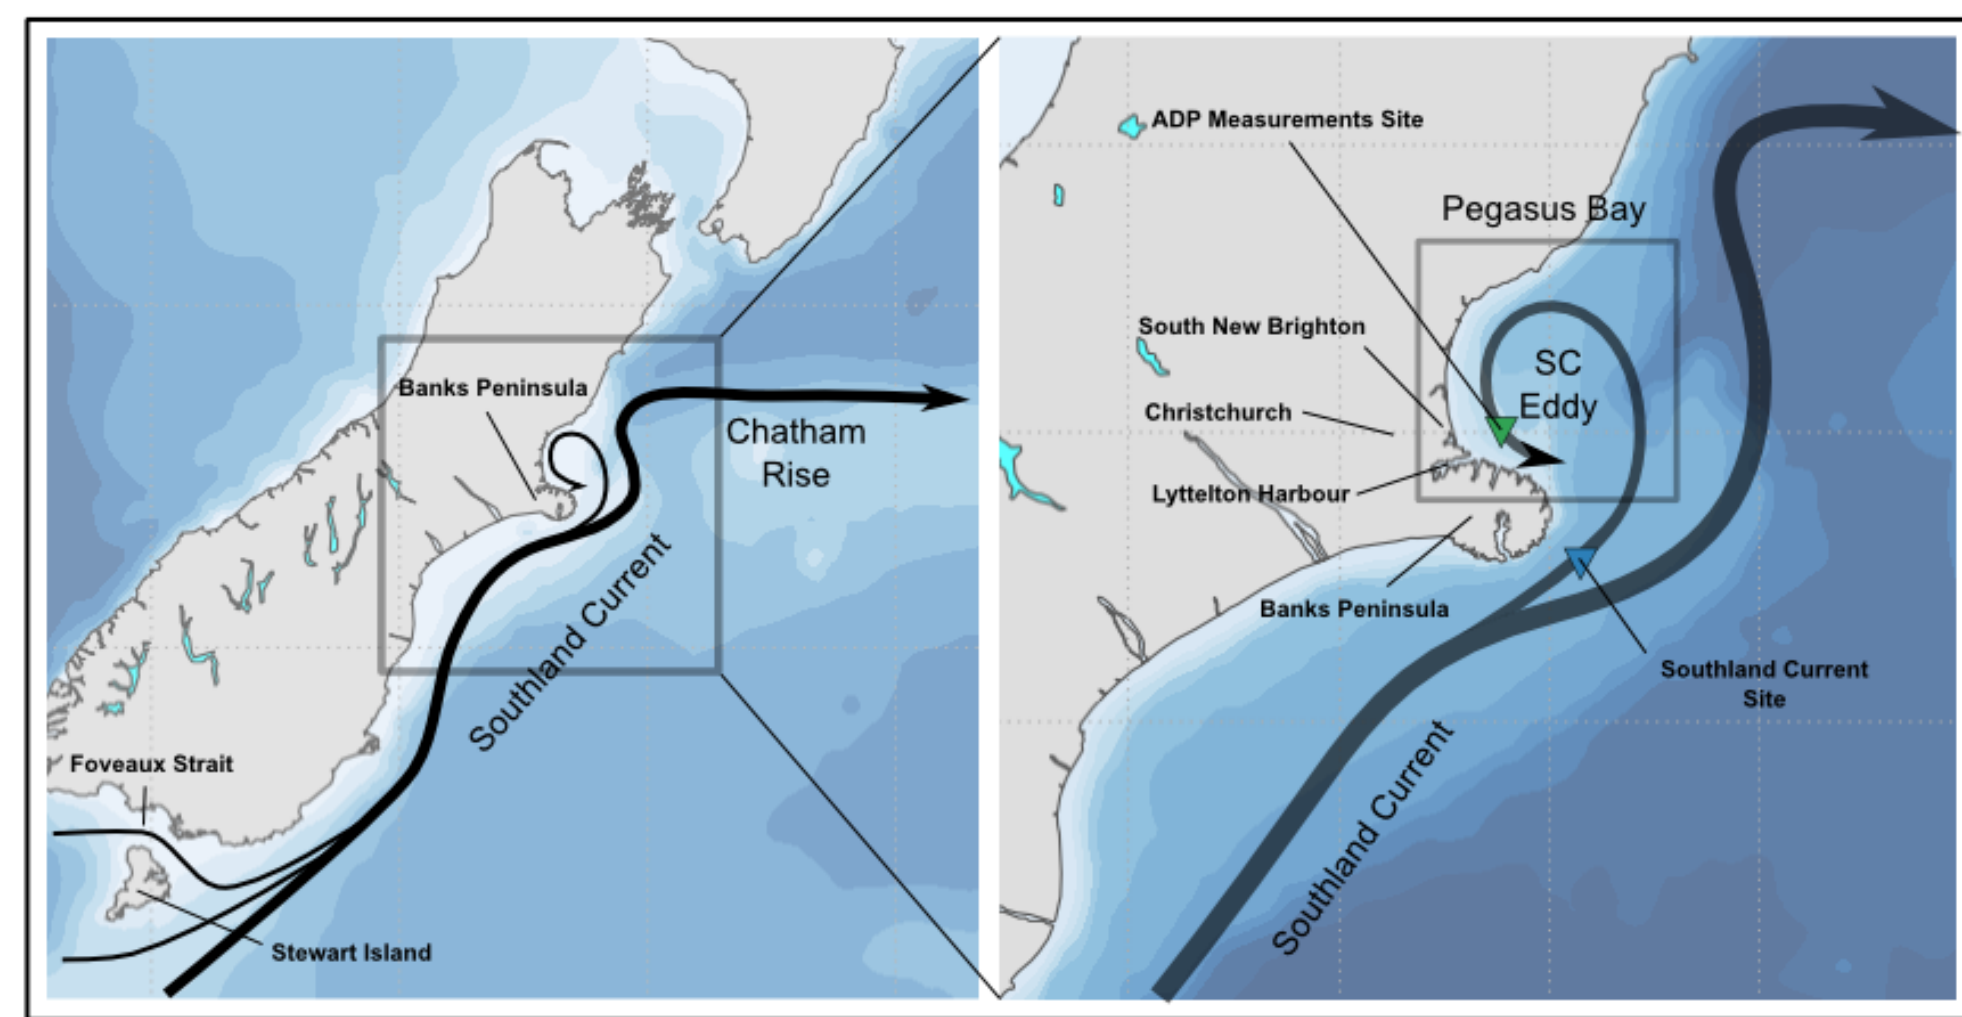 Banks Peninsula
Chatham
Rise
Southland Current
Foveaux Strait
Stewart Island
ADP Measurements Site
Pegasus Bay
South New Brighton
SC
Eddy
Christchurch
Lyttelton Harbour
Banks Peninsula
Southland Current
Site
Southland Current